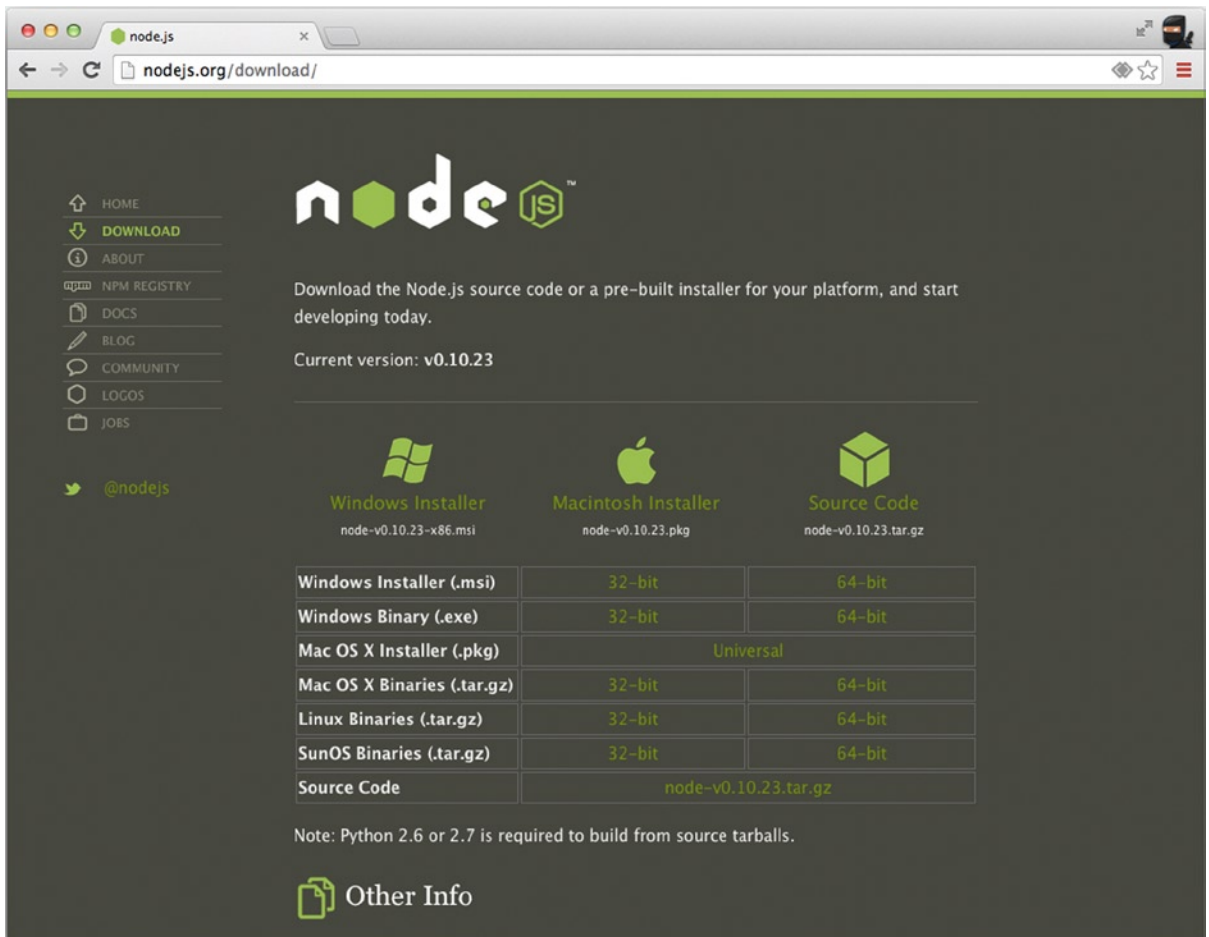 node.js
nodejs.org/download/
node JS™
HOME
DOWNLOAD
ABOUT
npm NPM REGISTRY
DOCS
BLOG
COMMUNITY
LOGOS
JOBS
@nodejs
Download the Node.js source code or a pre-built installer for your platform, and start
developing today.
Current version: v0.10.23
Windows Installer Macintosh Installer Source Code
node-v0.10.23-x86.msi node-v0.10.23.pkg node-v0.10.23.tar.gz
Windows Installer (.msi) 32-bit 64-bit
Windows Binary (.exe) 32-bit 64-bit
Mac OS X Installer (.pkg) Universal
Mac OS X Binaries (.tar.gz) 32-bit 64-bit
Linux Binaries (.tar.gz) 32-bit 64-bit
SunOS Binaries (.tar.gz) 32-bit 64-bit
Source Code node-v0.10.23.tar.gz
Note: Python 2.6 or 2.7 is required to build from source tarballs.
Other Info